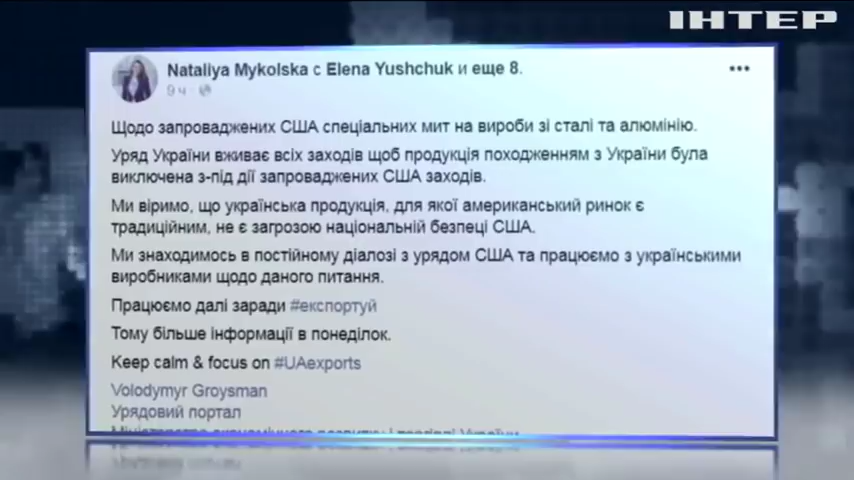 ІНТЕР
Nataliya Mykolska с Elena Yushchuk и еще 8.
9 ч ·
Щодо запроваджених США спеціальних мит на вироби зі сталі та алюмінію.
Уряд України вживає всіх заходів щоб продукція походженням з України була
виключена з-під дії запроваджених США заходів.
Ми віримо, що українська продукція, для якої американський ринок є
традиційним, не є загрозою національній безпеці США.
Ми знаходимось в постійному діалозі з урядом США та працюємо з українськими
виробниками щодо даного питання.
Працюємо далі заради #експортуй
Тому більше інформації в понеділок.
Keep calm & focus on #UAexports
Volodymyr Groysman
Урядовий портал